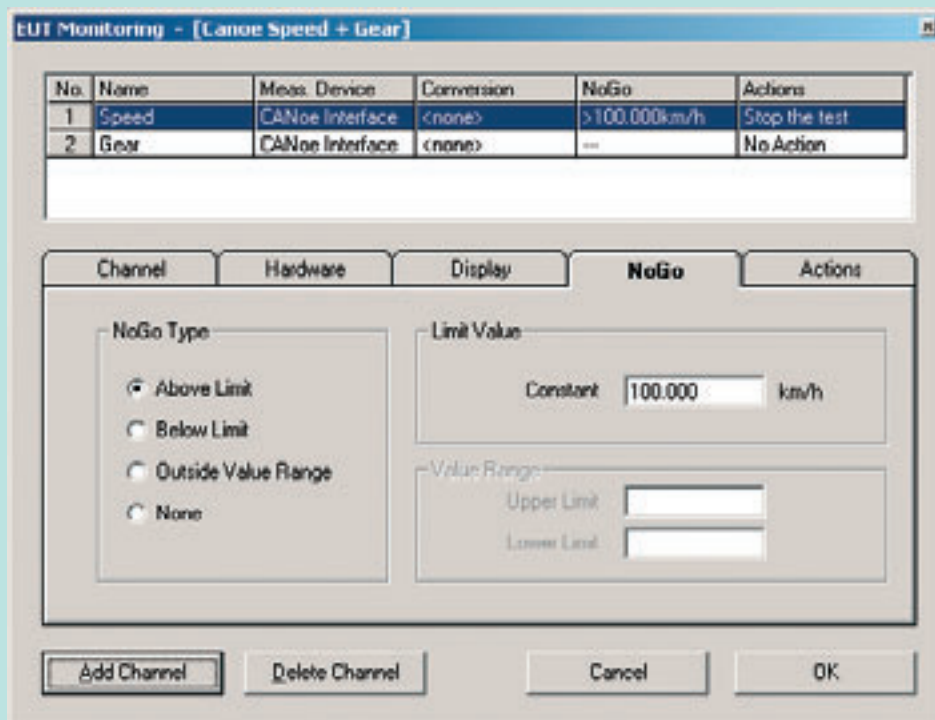 EUT Monitoring - [Canoe Speed + Gear]
No. Name Meas. Device Conversion NoGo Actions
1 Speed CANoe Interface <none> >100.000km/h Stop the test
2 Gear CANoe Interface <none> --- No Action
Channel Hardware Display NoGo Actions
NoGo Type
Above Limit
Below Limit
Outside Value Range
None
Limit Value
Constant 100.000 km/h
Value Range
Upper Limit
Lower Limit
Add Channel Delete Channel Cancel OK